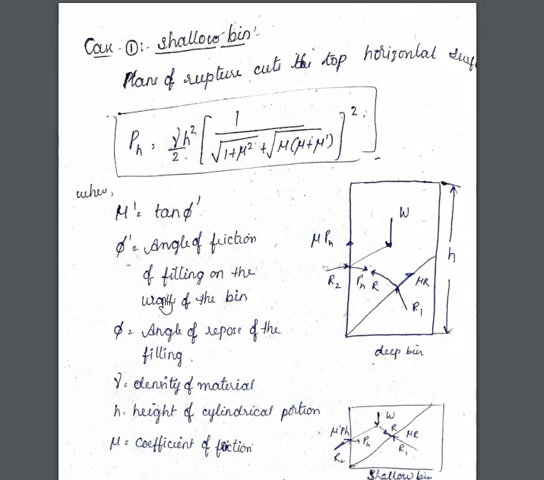 Case - ①:- shallow bin:
Plane of rupture cuts the top horizontal surf
Ph = γh²/2 [ 1 / √1+μ² + √μ(μ+μ') ]².
where,
μ' = tanφ'
φ' = Angle of friction
of filling on the
of the bin
φ = Angle of repose of the
filling.
γ = density of material
h = height of cylindrical portion
μ = coefficient of friction
W
μPh
h
R2
Ph
R
μR
R1
deep bin
W
μ'Ph
Ph
R
μR
R2
R1
shallow bin